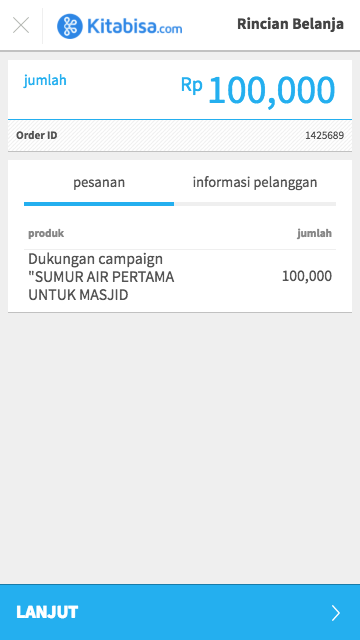 Kitabisa.com
Rincian Belanja
jumlah
Rp 100,000
Order ID 1425689
pesanan informasi pelanggan
produk jumlah
Dukungan campaign
"SUMUR AIR PERTAMA 100,000
UNTUK MASJID
LANJUT